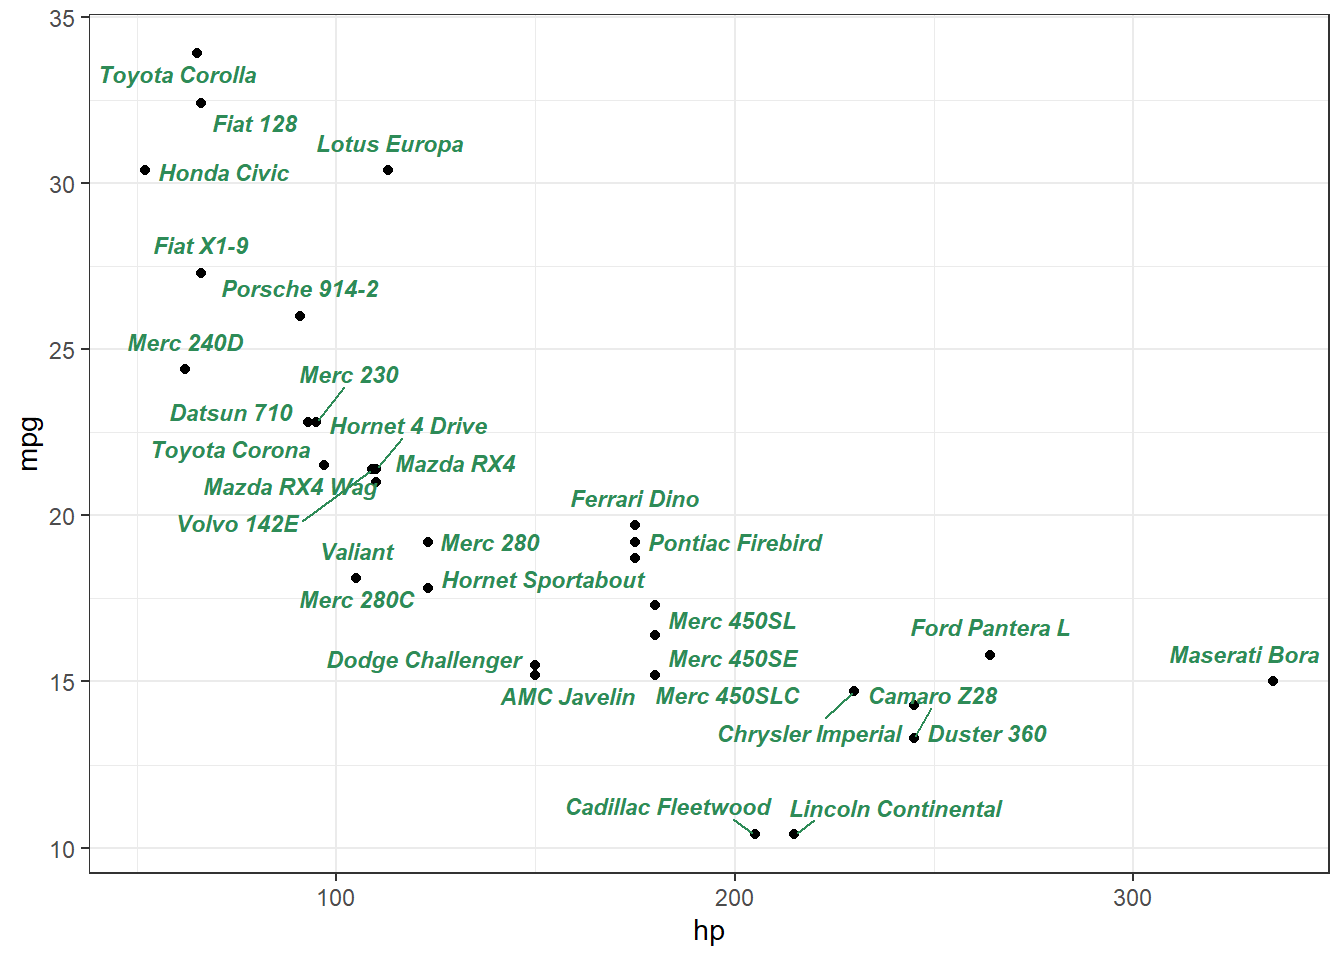 35
Toyota Corolla
Fiat 128
Lotus Europa
Honda Civic
30
Fiat X1-9
Porsche 914-2
Merc 240D
25
Merc 230
Datsun 710
Hornet 4 Drive
Toyota Corona
Mazda RX4
Mazda RX4 Wag
Ferrari Dino
20
Volvo 142E
Merc 280
Pontiac Firebird
Valiant
Hornet Sportabout
Merc 280C
Merc 450SL
Ford Pantera L
Dodge Challenger
Merc 450SE
Maserati Bora
15
AMC Javelin
Merc 450SLC
Camaro Z28
Chrysler Imperial
Duster 360
Cadillac Fleetwood
Lincoln Continental
10
mpg
100
200
300
hp